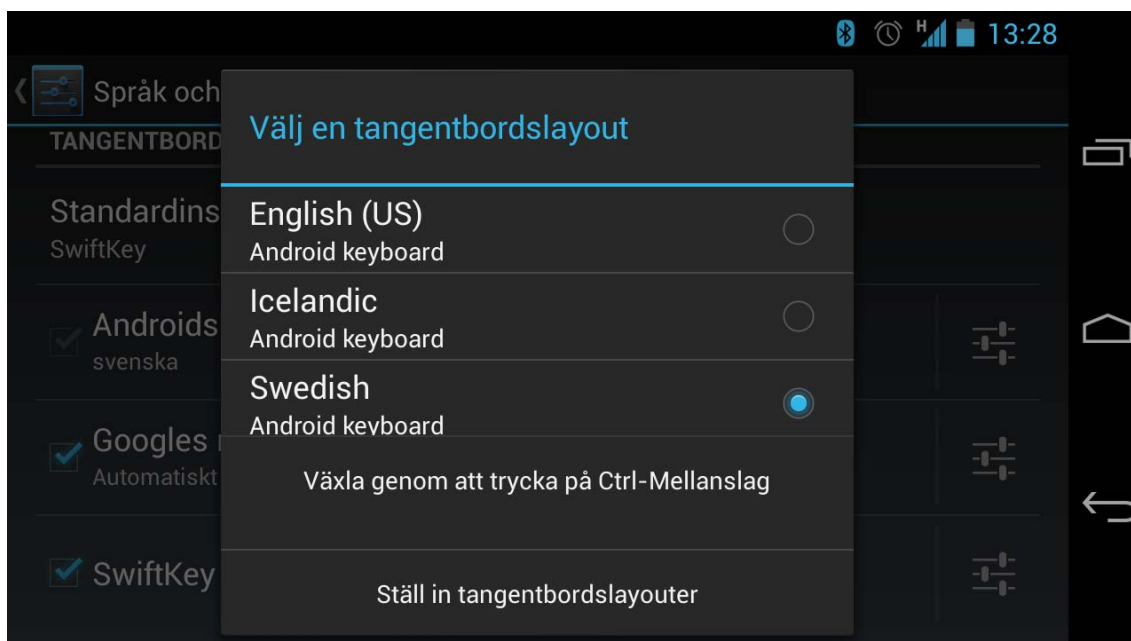 H 13:28
Språk och
TANGENTBORD
Standardins
SwiftKey
Androids
svenska
Googles
Automatiskt
SwiftKey
Välj en tangentbordslayout
English (US)
Android keyboard
Icelandic
Android keyboard
Swedish
Android keyboard
Växla genom att trycka på Ctrl-Mellanslag
Ställ in tangentbordslayouter